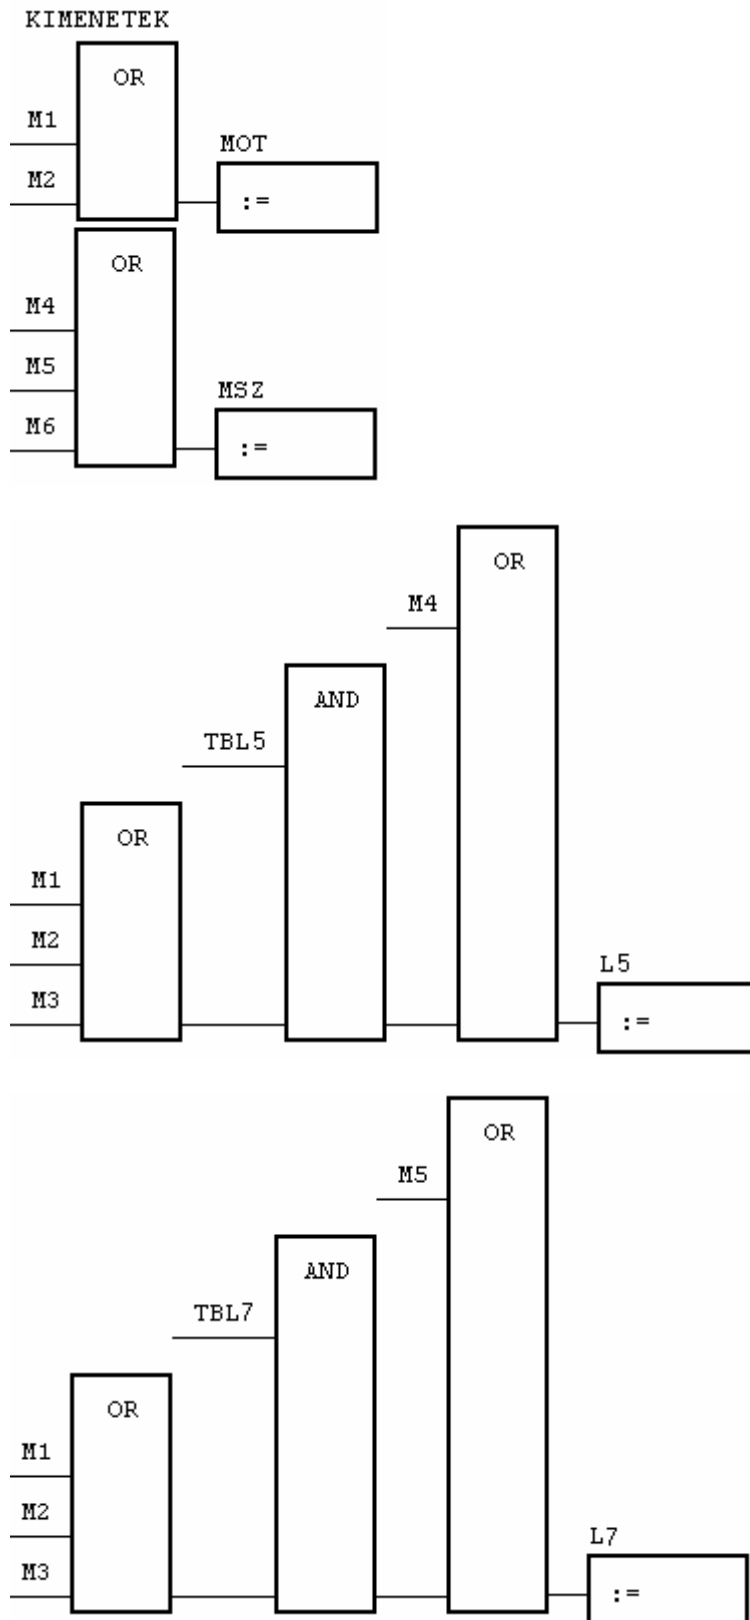 KIMENETEK
OR
M1
MOT
M2
:=
OR
M4
M5
MSZ
M6
:=
OR
M4
AND
TBL5
OR
M1
M2
L5
M3
:=
OR
M5
AND
TBL7
OR
M1
M2
L7
M3
:=